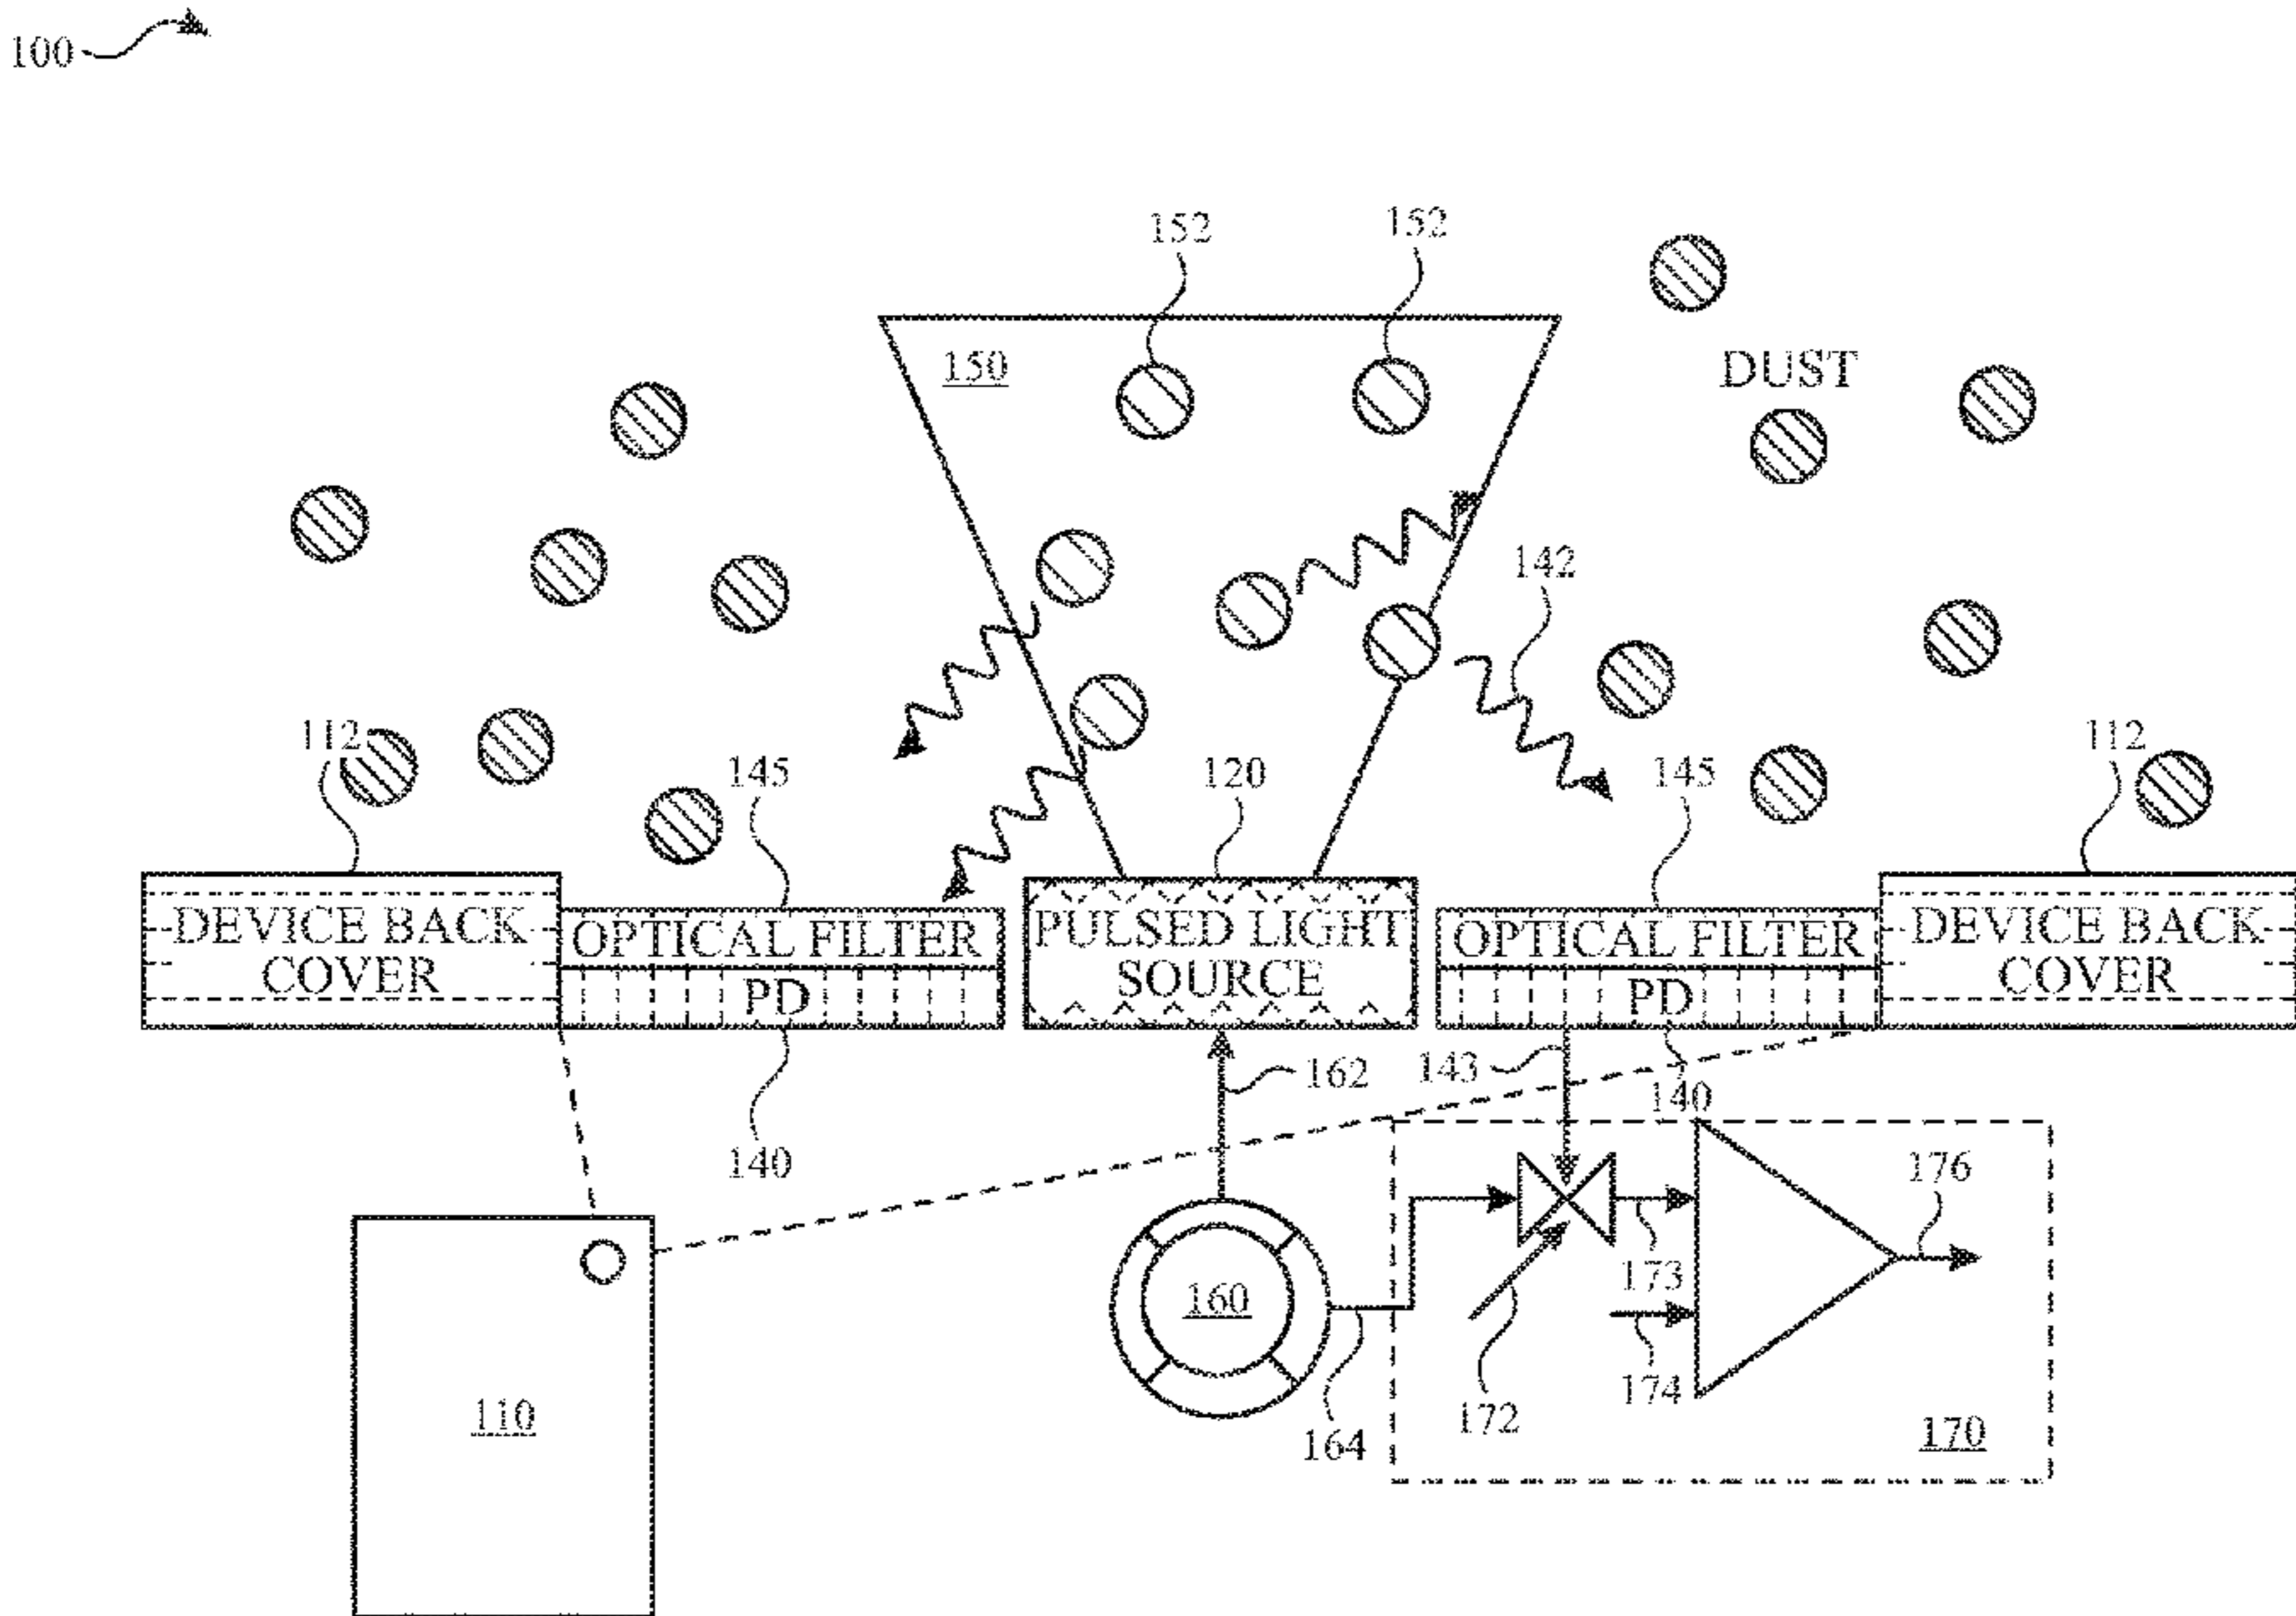 100
152
152
150
DUST
142
112
145
120
145
112
DEVICE BACK
COVER
OPTICAL FILTER
PD
PULSED LIGHT
SOURCE
OPTICAL FILTER
PD
DEVICE BACK
COVER
143
162
140
140
176
173
160
174
172
164
110
170